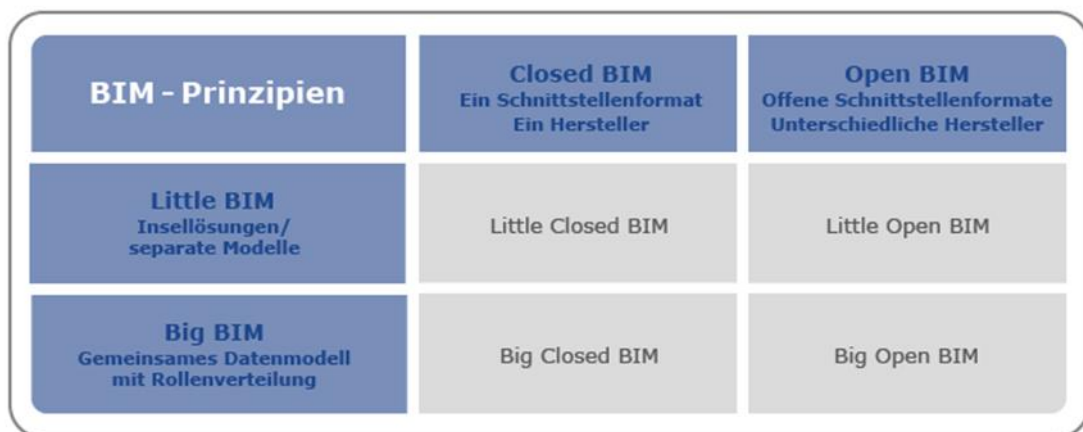 BIM - Prinzipien
Closed BIM
Ein Schnittstellenformat
Ein Hersteller
Open BIM
Offene Schnittstellenformate
Unterschiedliche Hersteller
Little BIM
Insellösungen/
separate Modelle
Little Closed BIM
Little Open BIM
Big BIM
Gemeinsames Datenmodell
mit Rollenverteilung
Big Closed BIM
Big Open BIM